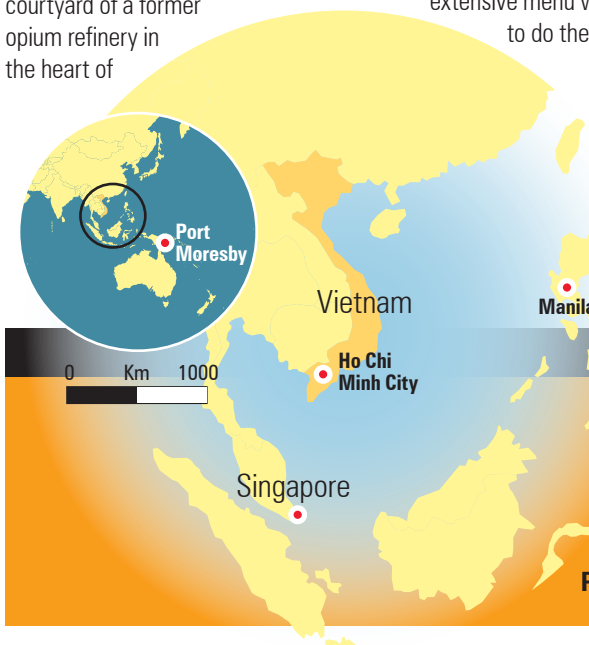 courtyard of a former
opium refinery in
the heart of
extensive menu
to do the
Port
Moresby
Vietnam
Manila
Ho Chi
Minh City
0 Km 1000
Singapore